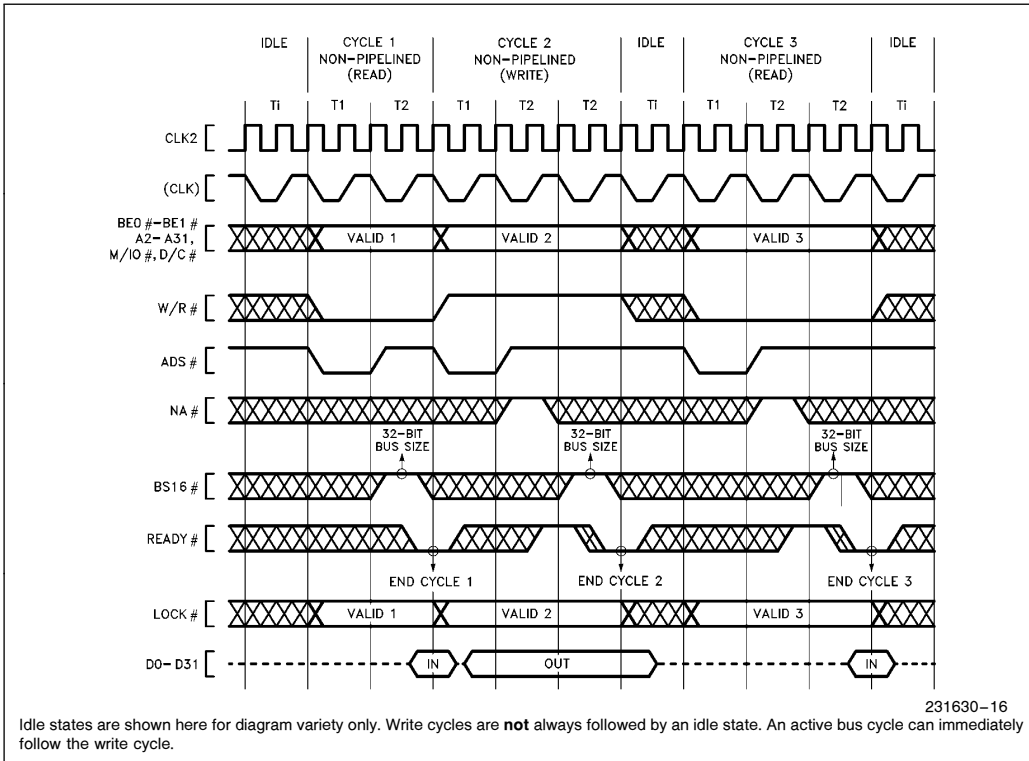 IDLE
CYCLE 1
NON-PIPELINED
(READ)
CYCLE 2
NON-PIPELINED
(WRITE)
IDLE
CYCLE 3
NON-PIPELINED
(READ)
IDLE
Ti T1 T2 T1 T2 T2 Ti T1 T2 T2 Ti
CLK2
(CLK)
BE0 #-BE1 #
A2-A31,
M/IO #, D/C #
VALID 1 VALID 2 VALID 3
W/R #
ADS #
NA #
32-BIT
BUS SIZE
32-BIT
BUS SIZE
32-BIT
BUS SIZE
BS16 #
READY #
END CYCLE 1 END CYCLE 2 END CYCLE 3
LOCK # VALID 1 VALID 2 VALID 3
D0-D31 IN OUT IN
231630-16
Idle states are shown here for diagram variety only. Write cycles are not always followed by an idle state. An active bus cycle can immediately
follow the write cycle.